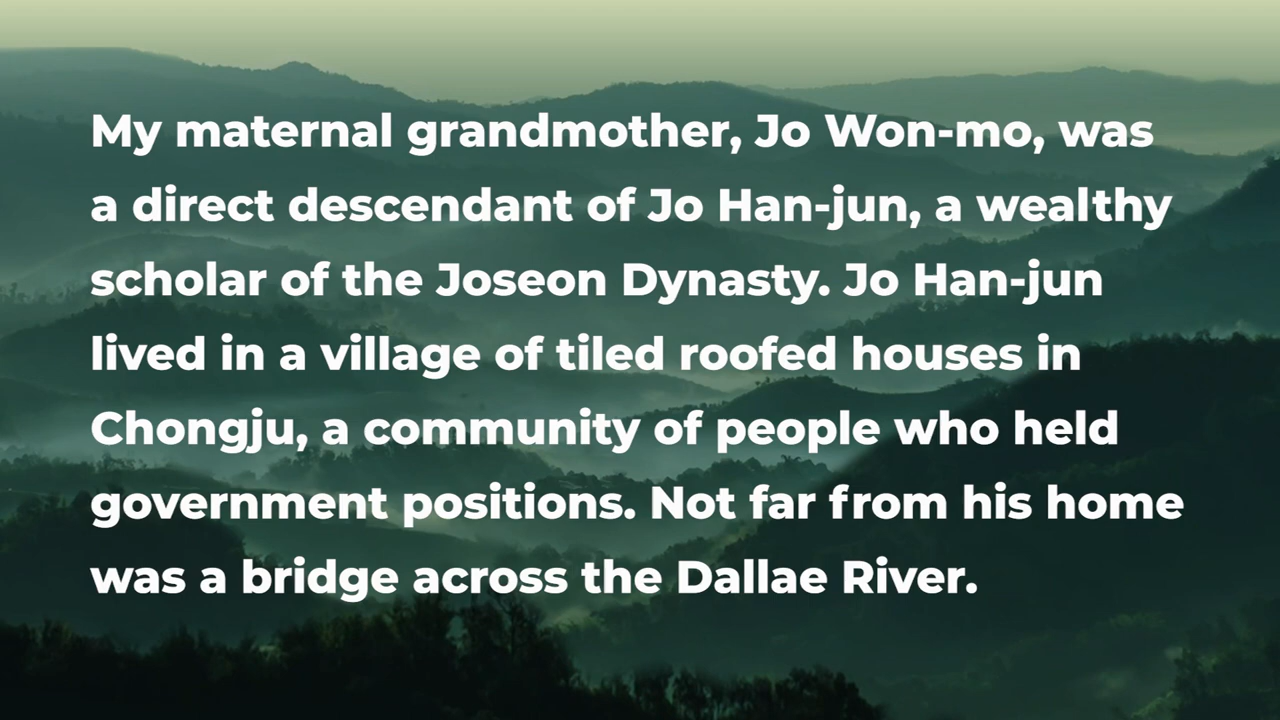 My maternal grandmother, Jo Won-mo, was
a direct descendant of Jo Han-jun, a wealthy
scholar of the Joseon Dynasty. Jo Han-jun
lived in a village of tiled roofed houses in
Chongju, a community of people who held
government positions. Not far from his home
was a bridge across the Dallae River.